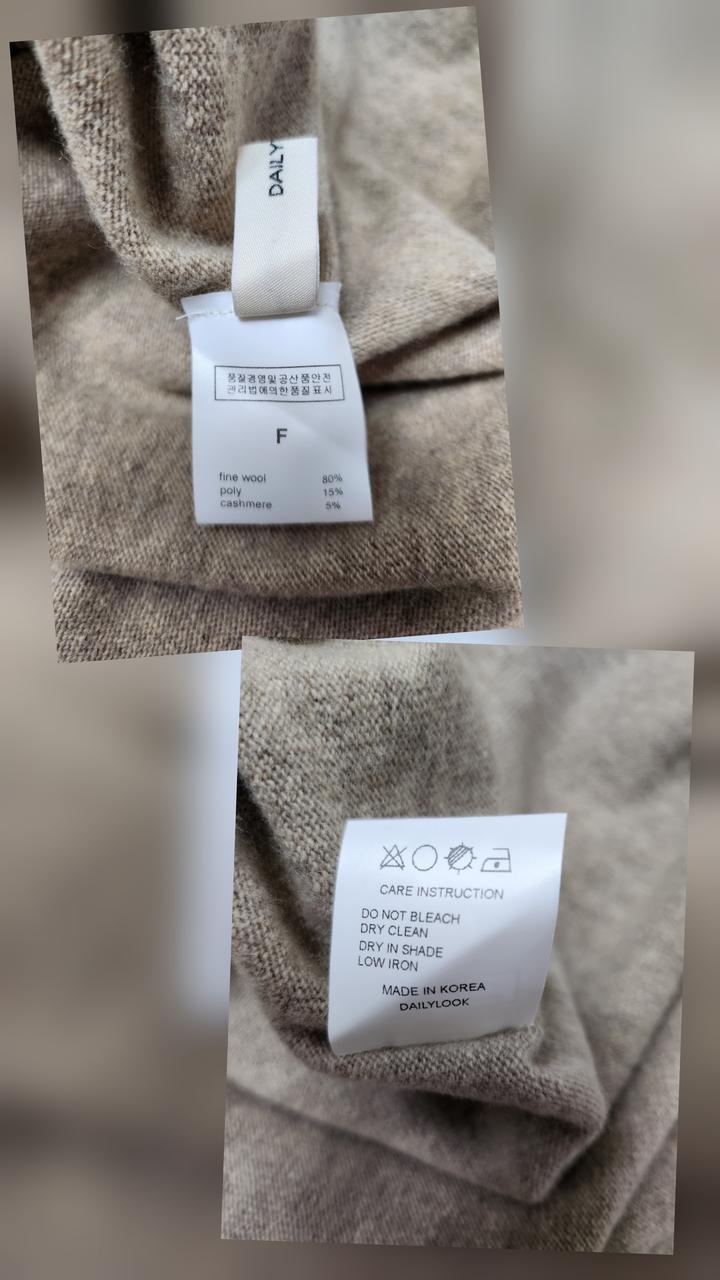 DAILY
품질경영및공산품안전
관리법에의한품질표시
F
fine wool 80%
poly 15%
cashmere 5%
CARE INSTRUCTION
DO NOT BLEACH
DRY CLEAN
DRY IN SHADE
LOW IRON
MADE IN KOREA
DAILYLOOK